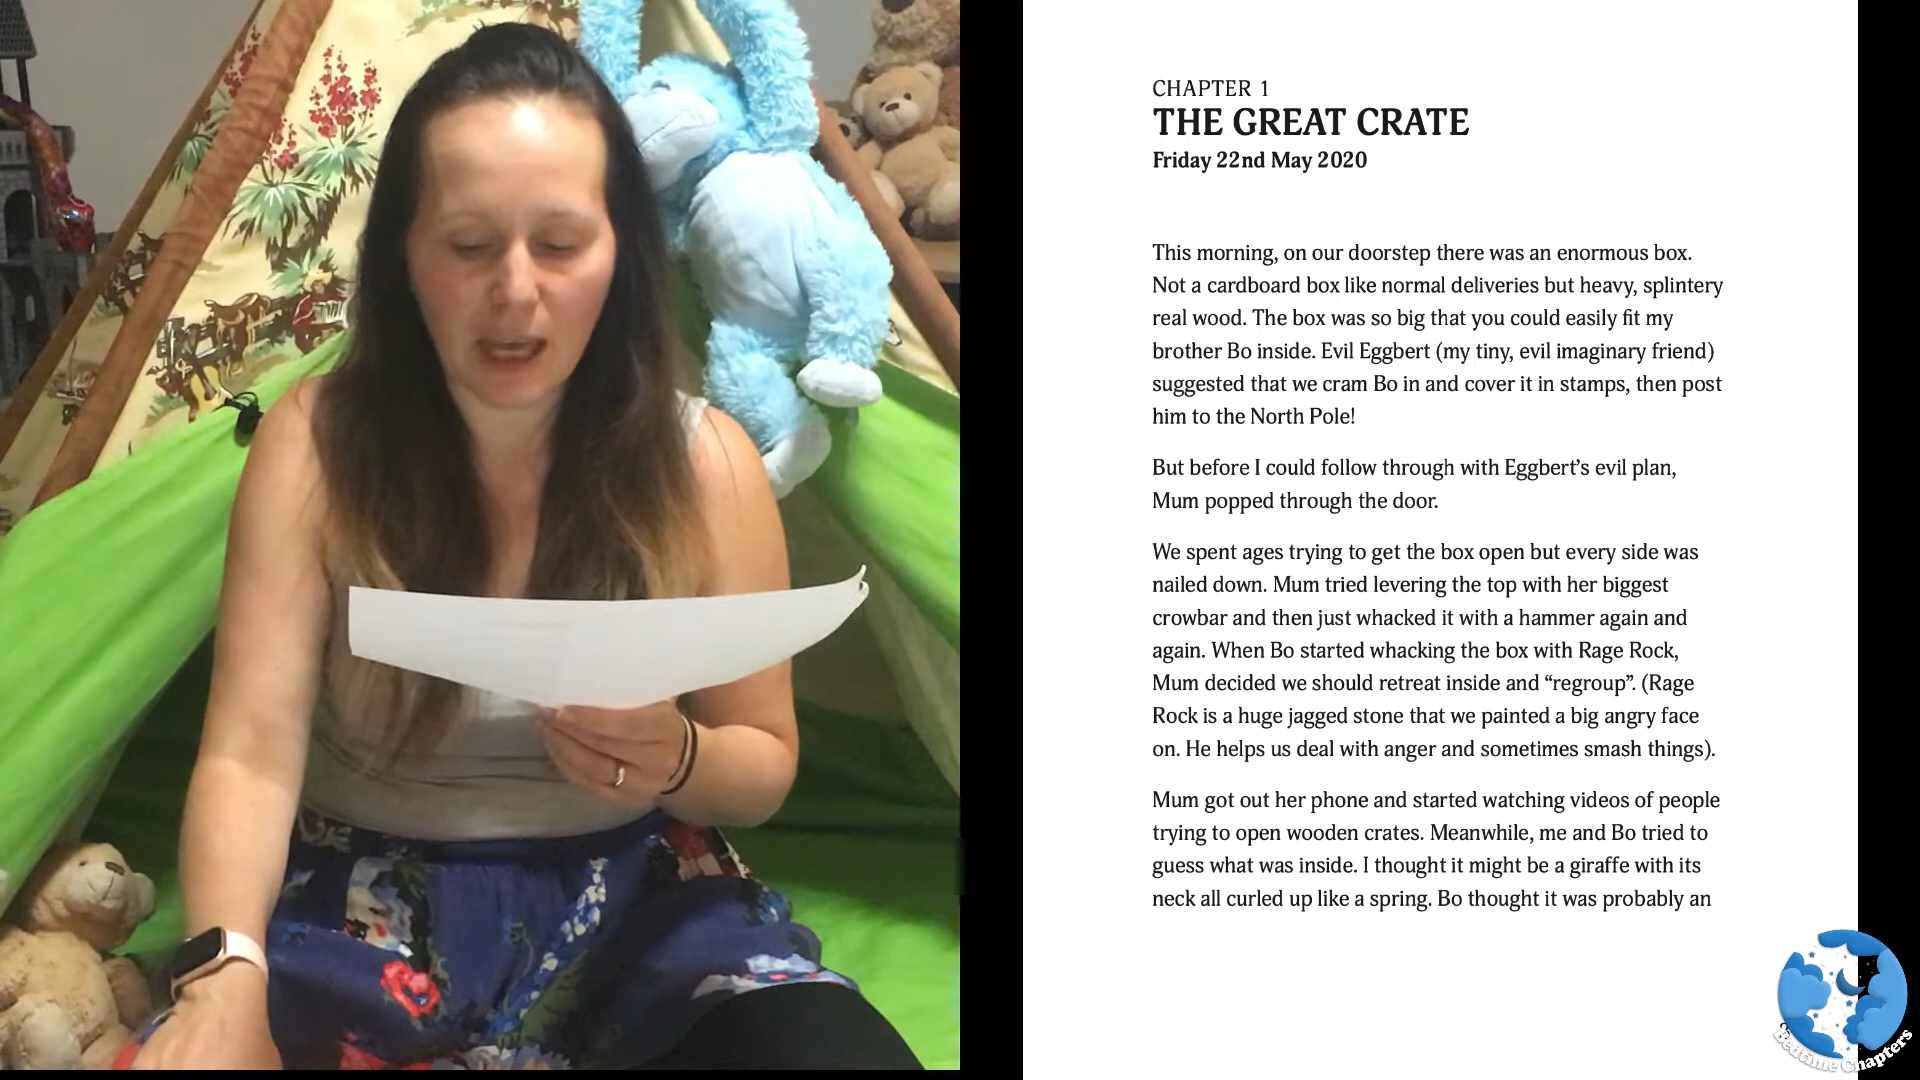 CHAPTER 1
THE GREAT CRATE
Friday 22nd May 2020
This morning, on our doorstep there was an enormous box.
Not a cardboard box like normal deliveries but heavy, splintery
real wood. The box was so big that you could easily fit my
brother Bo inside. Evil Eggbert (my tiny, evil imaginary friend)
suggested that we cram Bo in and cover it in stamps, then post
him to the North Pole!
But before I could follow through with Eggbert’s evil plan,
Mum popped through the door.
We spent ages trying to get the box open but every side was
nailed down. Mum tried levering the top with her biggest
crowbar and then just whacked it with a hammer again and
again. When Bo started whacking the box with Rage Rock,
Mum decided we should retreat inside and “regroup”. (Rage
Rock is a huge jagged stone that we painted a big angry face
on. He helps us deal with anger and sometimes smash things).
Mum got out her phone and started watching videos of people
trying to open wooden crates. Meanwhile, me and Bo tried to
guess what was inside. I thought it might be a giraffe with its
neck all curled up like a spring. Bo thought it was probably an
Bedtime Chapters